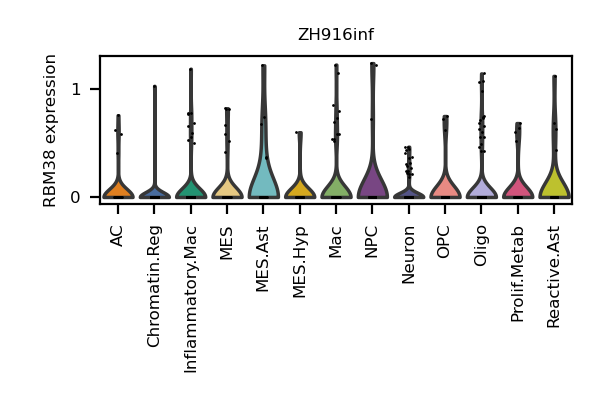 ZH916inf
RBM38 expression
1
0
AC
Chromatin.Reg
Inflammatory.Mac
MES
MES.Ast
MES.Hyp
Mac
NPC
Neuron
OPC
Oligo
Prolif.Metab
Reactive.Ast